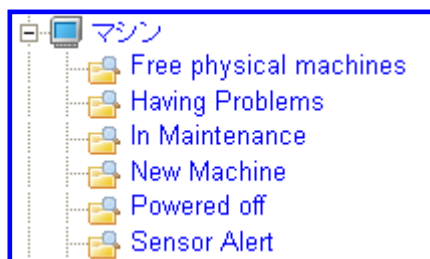 マシン
Free physical machines
Having Problems
In Maintenance
New Machine
Powered off
Sensor Alert